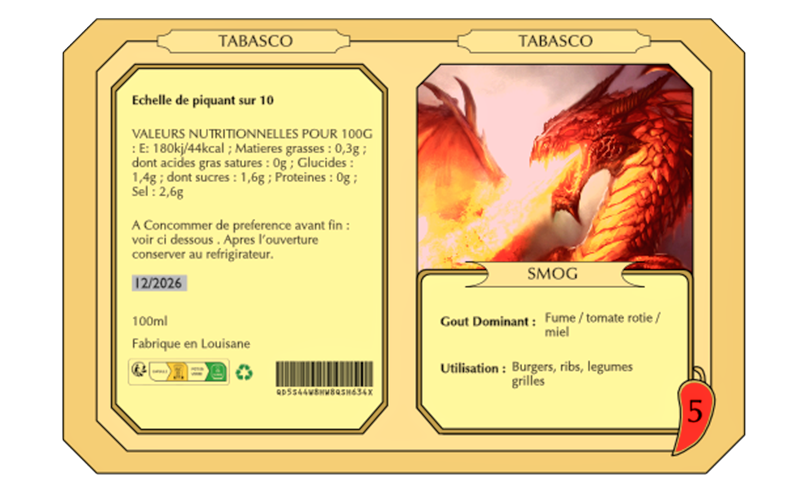 TABASCO
Echelle de piquant sur 10
VALEURS NUTRITIONNELLES POUR 100G
: E: 180kj/44kcal ; Matieres grasses : 0,3g ;
dont acides gras satures : 0g ; Glucides :
1,4g ; dont sucres : 1,6g ; Proteines : 0g ;
Sel : 2,6g
A Concommer de preference avant fin :
voir ci dessous . Apres l'ouverture
conserver au refrigirateur.
12/2026
100ml
Fabrique en Louisane
QD5S44W8HW8QSH634X
TABASCO
SMOG
Gout Dominant : Fume / tomate rotie /
miel
Utilisation : Burgers, ribs, legumes
grilles
5